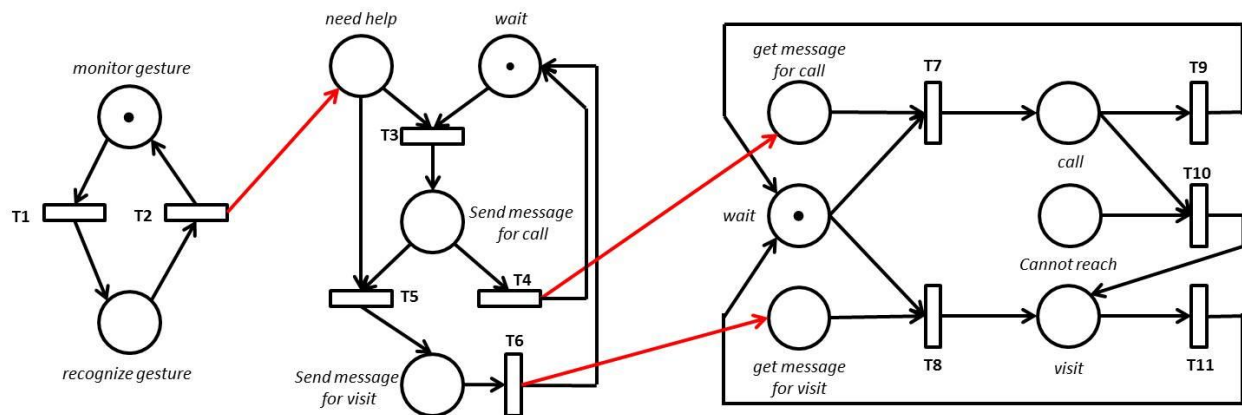 monitor gesture
T1
T2
recognize gesture
need help
wait
T3
Send message
for call
T5
T4
T6
Send message
for visit
get message
for call
T7
T9
call
T10
wait
Cannot reach
get message
for visit
T8
visit
T11